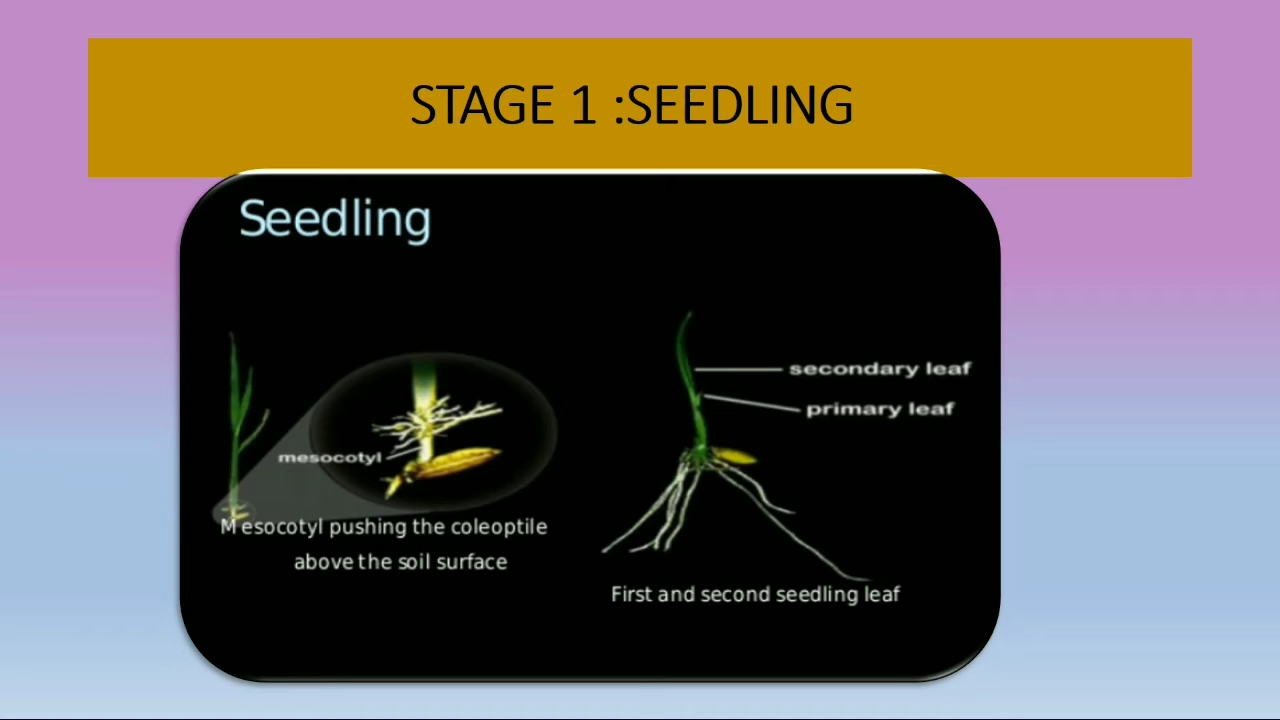 STAGE 1 :SEEDLING
Seedling
secondary leaf
primary leaf
mesocotyl
Mesocotyl pushing the coleoptile
above the soil surface
First and second seedling leaf